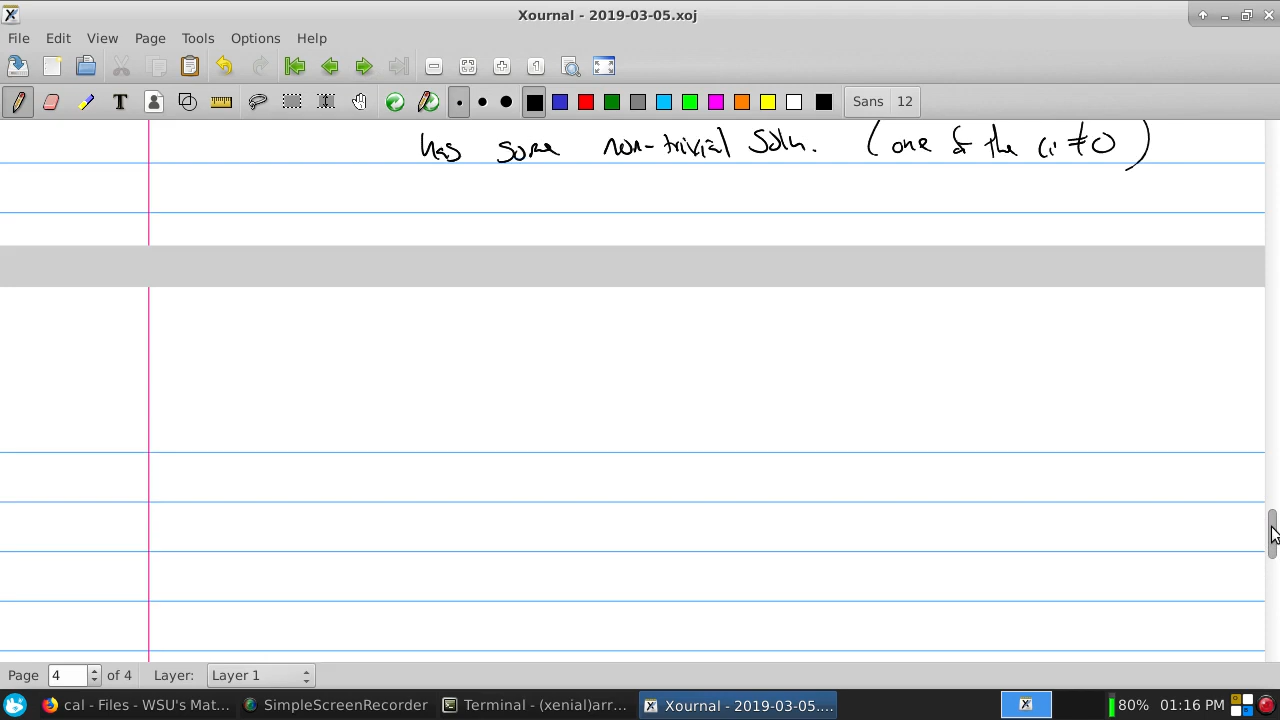 Xournal - 2019-03-05.xoj
File Edit View Page Tools Options Help
Sans 12
has some non-trivial Soln. (one of the ci ≠ 0)
Page 4 of 4 Layer: Layer 1
cal - Files - WSU's Mat... SimpleScreenRecorder Terminal - (xenial)arr... Xournal - 2019-03-05.... 80% 01:16 PM